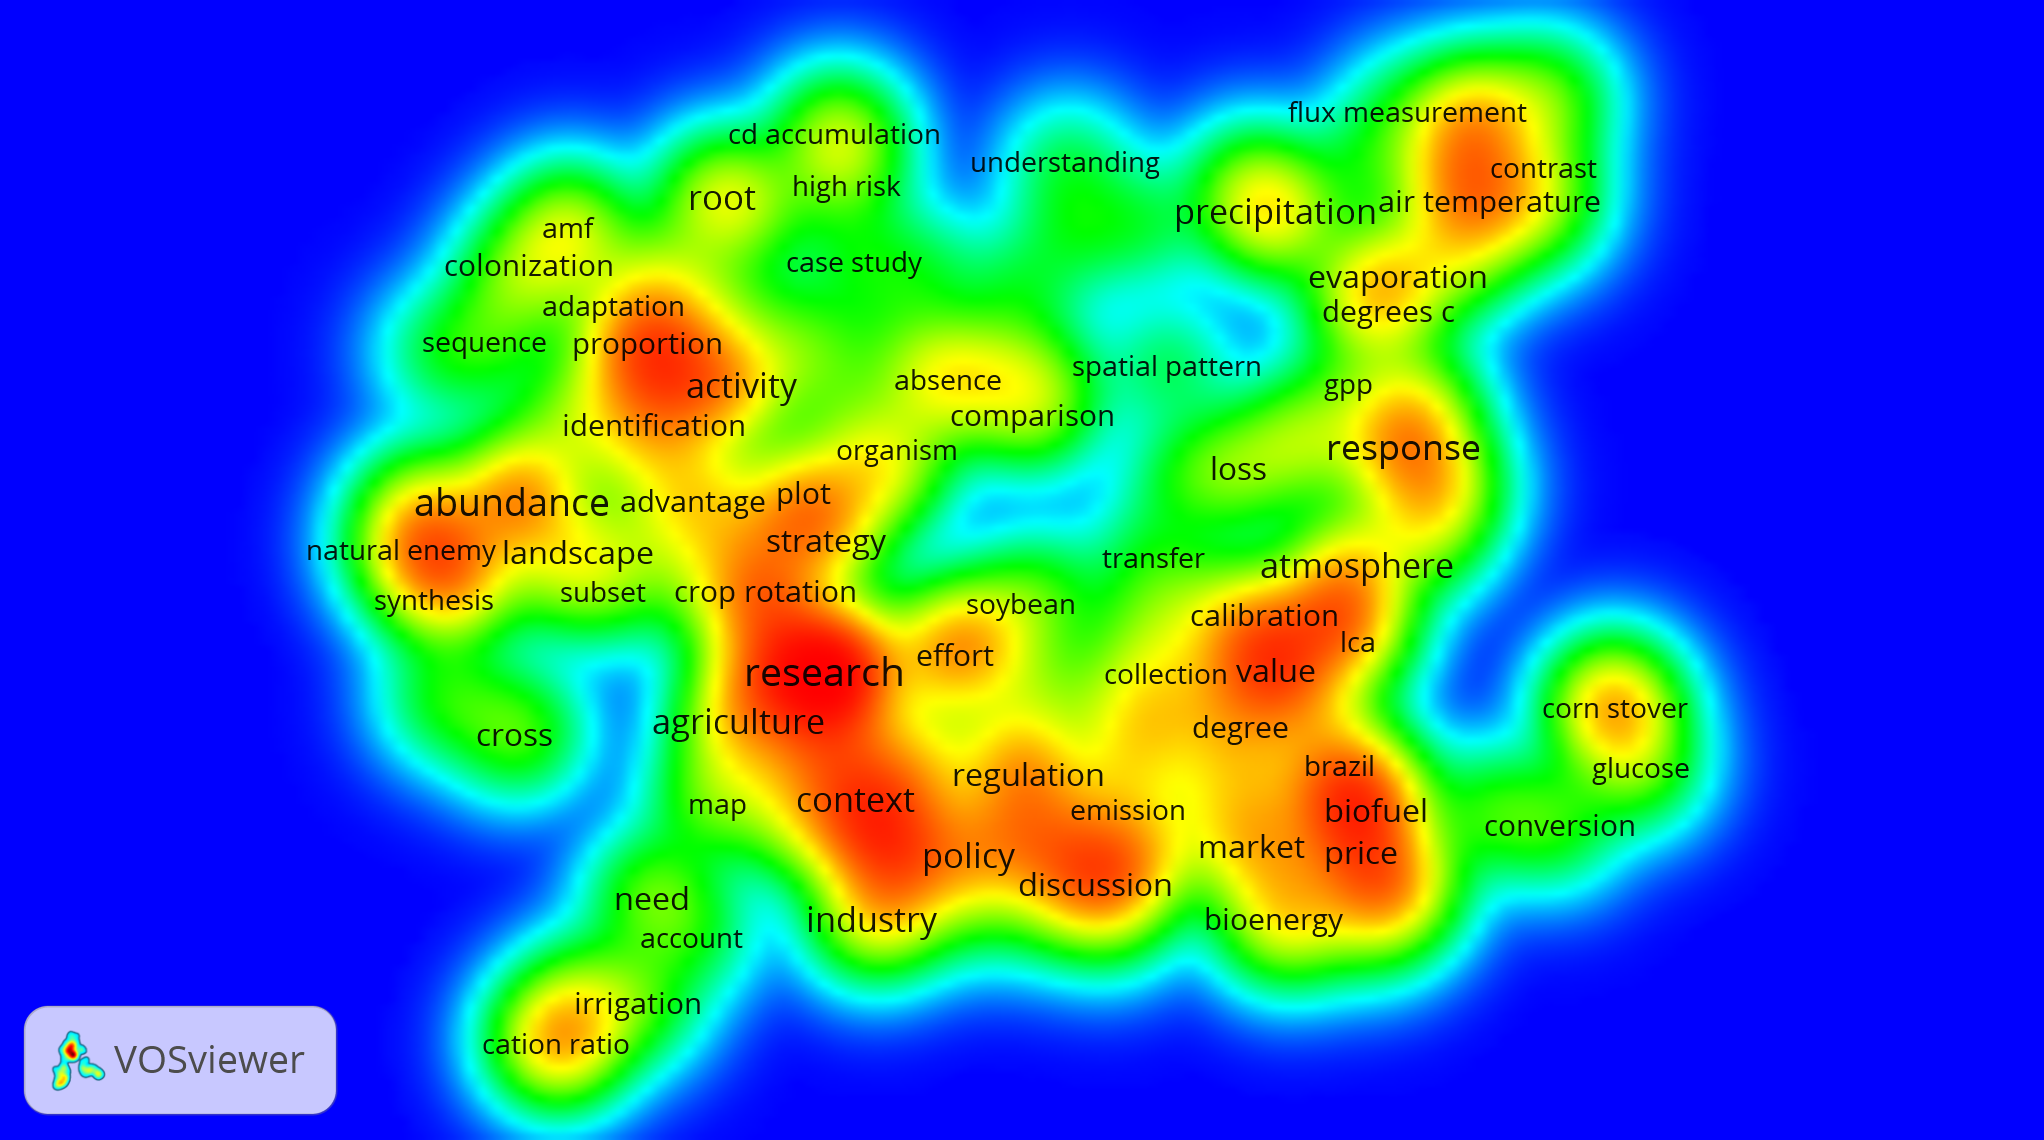 flux measurement
cd accumulation
understanding
contrast
high risk
root
air temperature
precipitation
amf
case study
colonization
evaporation
adaptation
degrees c
sequence
proportion
spatial pattern
absence
gpp
activity
comparison
identification
response
organism
loss
plot
abundance
advantage
strategy
natural enemy
landscape
transfer
atmosphere
subset
crop rotation
synthesis
soybean
calibration
lca
effort
research
collection
value
corn stover
agriculture
degree
cross
brazil
glucose
regulation
context
map
emission
biofuel
conversion
market
price
policy
discussion
need
industry
bioenergy
account
irrigation
cation ratio
VOSviewer